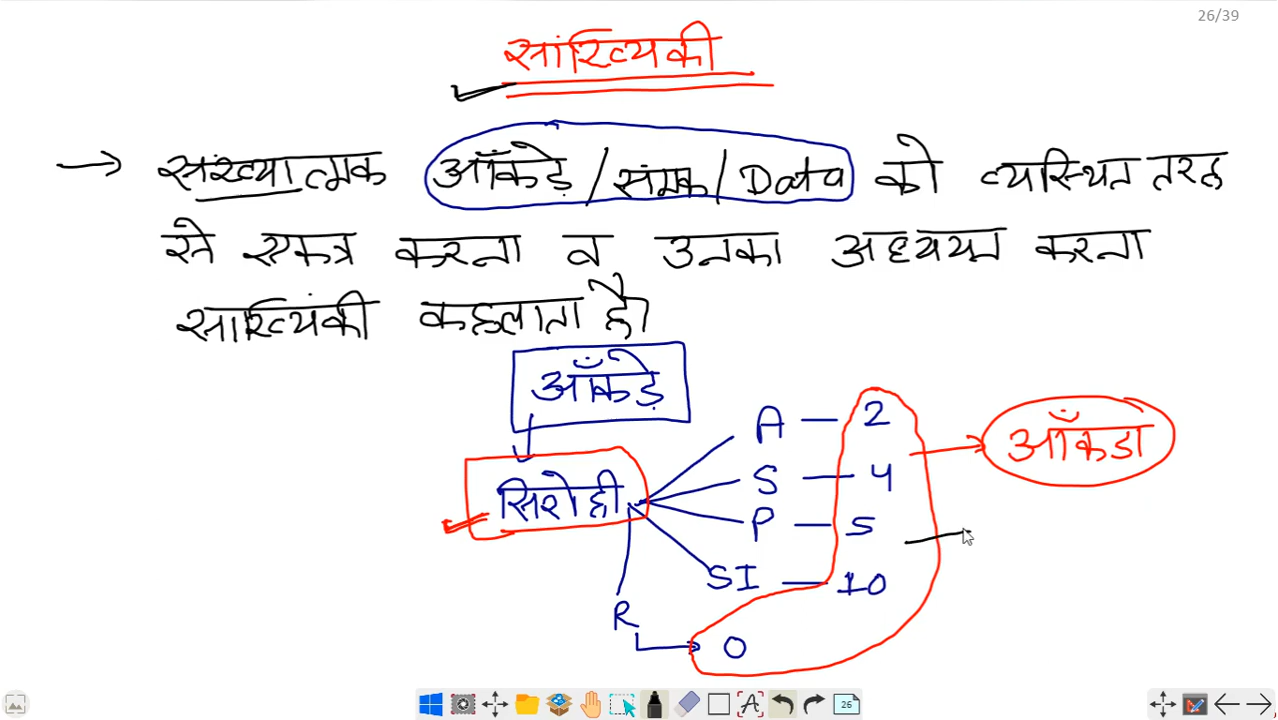 26/39
सांख्यिकी
→ संख्यात्मक आँकड़े / समंक / Data को व्यस्थित तरह
से एकत्र करना व उनका अध्ययन करना
साख्यिंकी कहलाता है।
आँकड़े
A — 2
आँकडा
सिरोही
S — 4
P — 5
SI — 10
R
0
26